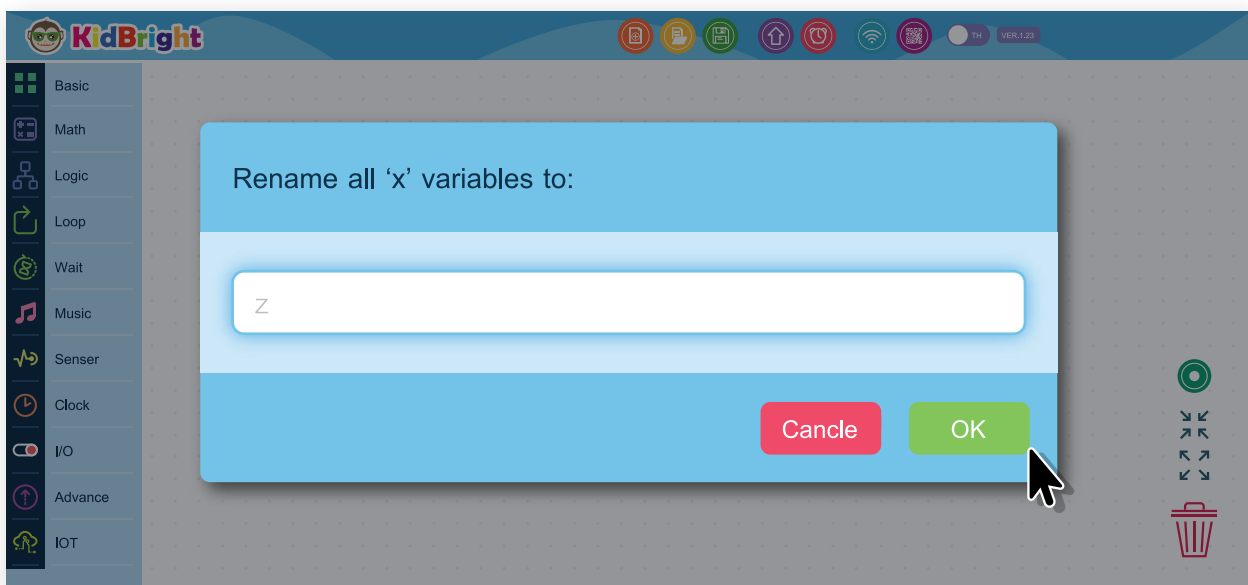 KidBright
TH
VER.1.23
Basic
Math
Logic
Loop
Wait
Music
Senser
Clock
I/O
Advance
IOT
Rename all ‘x’ variables to:
Z
Cancle
OK